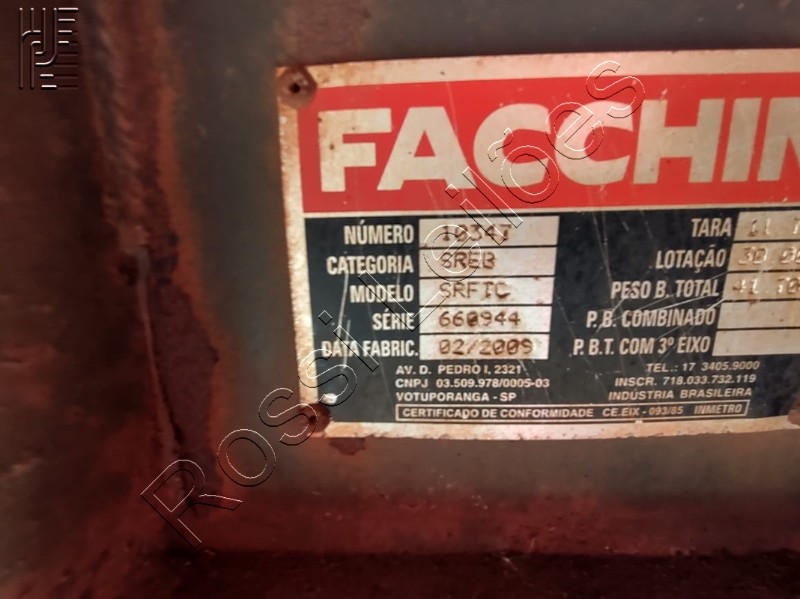 FACCHIN
NÚMERO
CATEGORIA SREB
MODELO SRFTC
SÉRIE 660944
DATA FABRIC. 02/2009
TARA 11
LOTAÇÃO
PESO B. TOTAL
P.B. COMBINADO
P.B.T. COM 3º EIXO
AV. D. PEDRO I, 2321
CNPJ 03.509.978/0005-03
VOTUPORANGA - SP
TEL.: 17 3405.9000
INSCR. 718.033.732.119
INDÚSTRIA BRASILEIRA
CERTIFICADO DE CONFORMIDADE CE.EIX - 093/85 INMETRO
Rossi Leilões